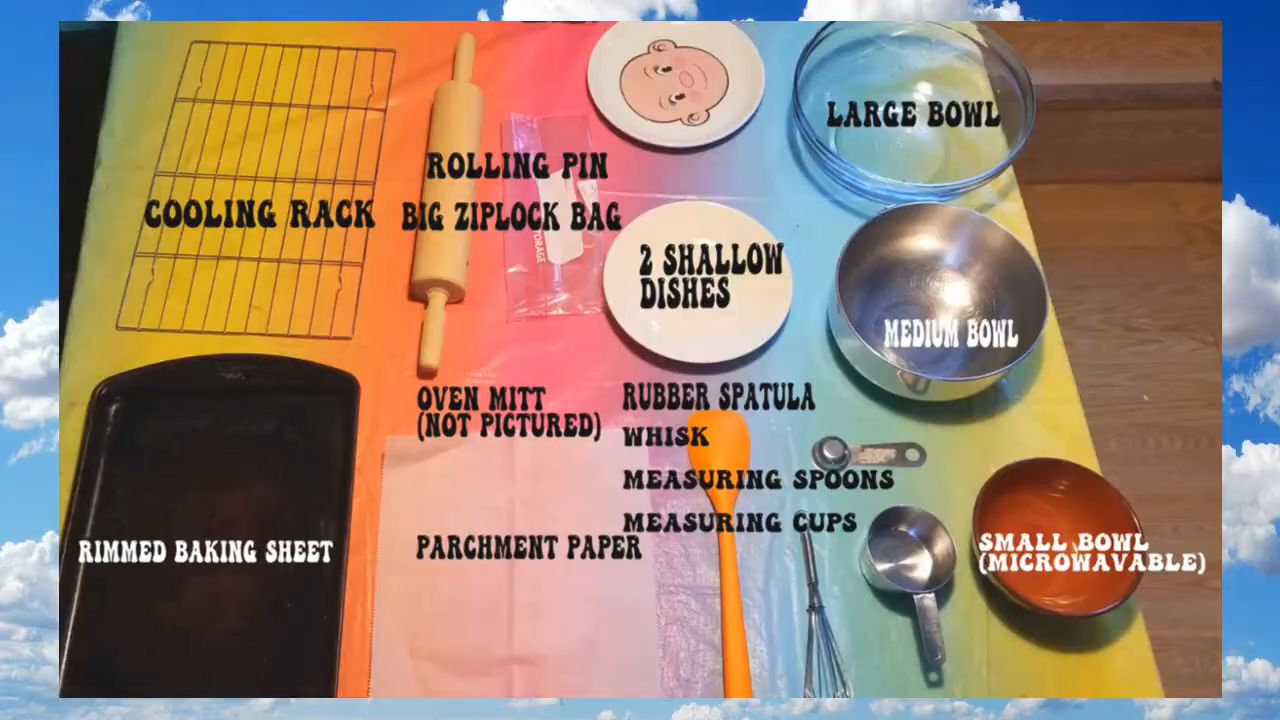 LARGE BOWL
ROLLING PIN
COOLING RACK
BIG ZIPLOCK BAG
STORAGE
2 SHALLOW
DISHES
MEDIUM BOWL
OVEN MITT
(NOT PICTURED)
RUBBER SPATULA
WHISK
MEASURING SPOONS
MEASURING CUPS
PARCHMENT PAPER
RIMMED BAKING SHEET
SMALL BOWL
(MICROWAVABLE)